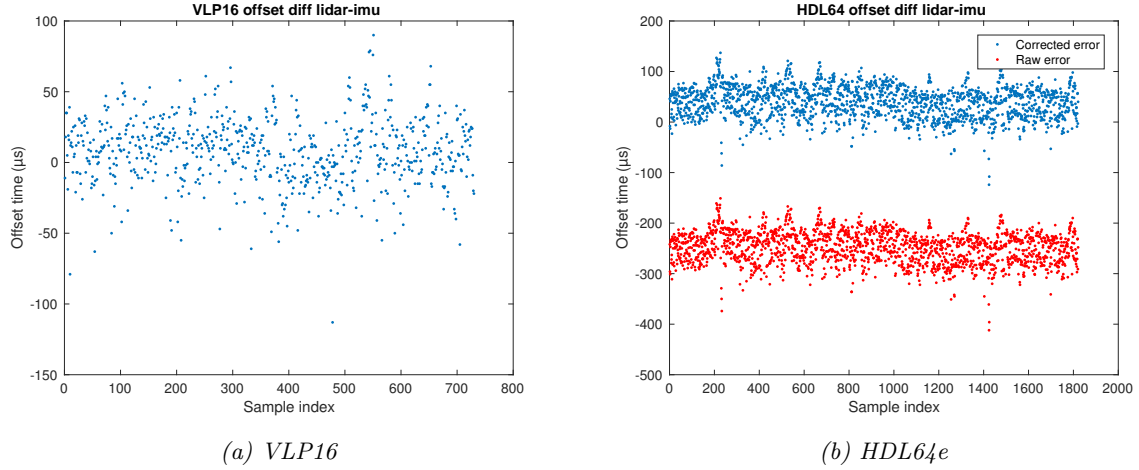 VLP16 offset diff lidar-imu
100
50
0
-50
-100
-150
Offset time (µs)
0 100 200 300 400 500 600 700 800
Sample index
(a) VLP16
HDL64 offset diff lidar-imu
Corrected error
Raw error
200
100
0
-100
-200
-300
-400
-500
Offset time (µs)
0 200 400 600 800 1000 1200 1400 1600 1800 2000
Sample index
(b) HDL64e